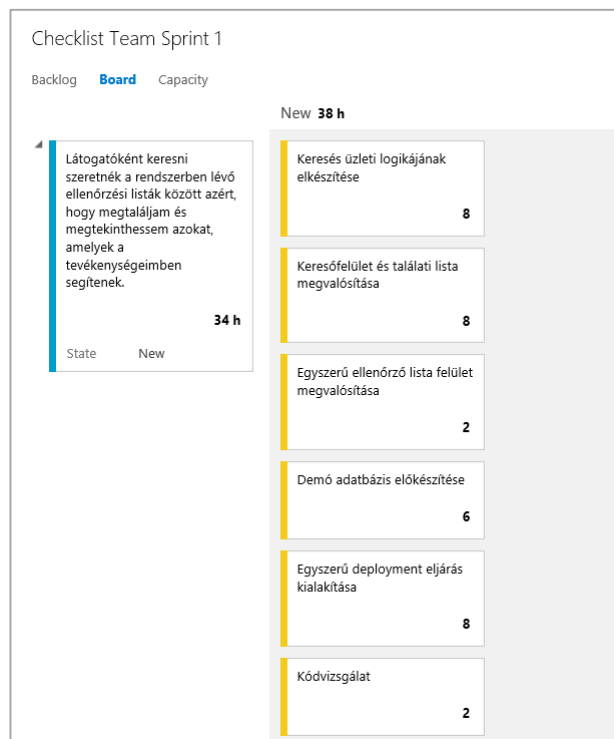 Checklist Team Sprint 1
Backlog Board Capacity
New 38 h
Látogatóként keresni
szeretnék a rendszerben lévő
ellenőrzési listák között azért,
hogy megtaláljam és
megtekinthessem azokat,
amelyek a
tevékenységeimben
segítenek.
34 h
State New
Keresés üzleti logikájának
elkészítése
8
Keresőfelület és találati lista
megvalósítása
8
Egyszerű ellenőrző lista felület
megvalósítása
2
Demó adatbázis előkészítése
6
Egyszerű deployment eljárás
kialakítása
8
Kódvizsgálat
2